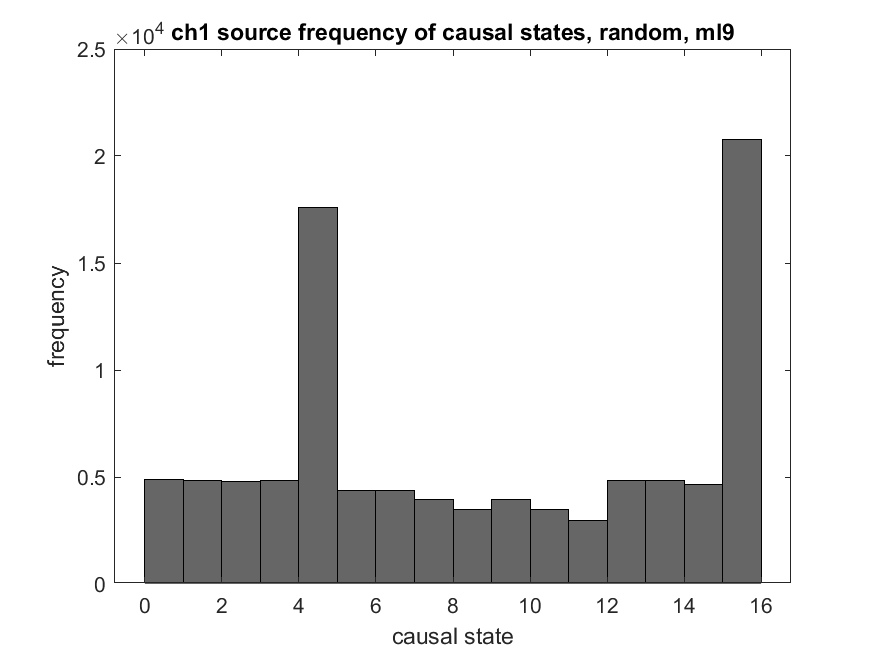 ×10⁴ ch1 source frequency of causal states, random, ml9
2.5
2
1.5
1
0.5
0
frequency
0 2 4 6 8 10 12 14 16
causal state